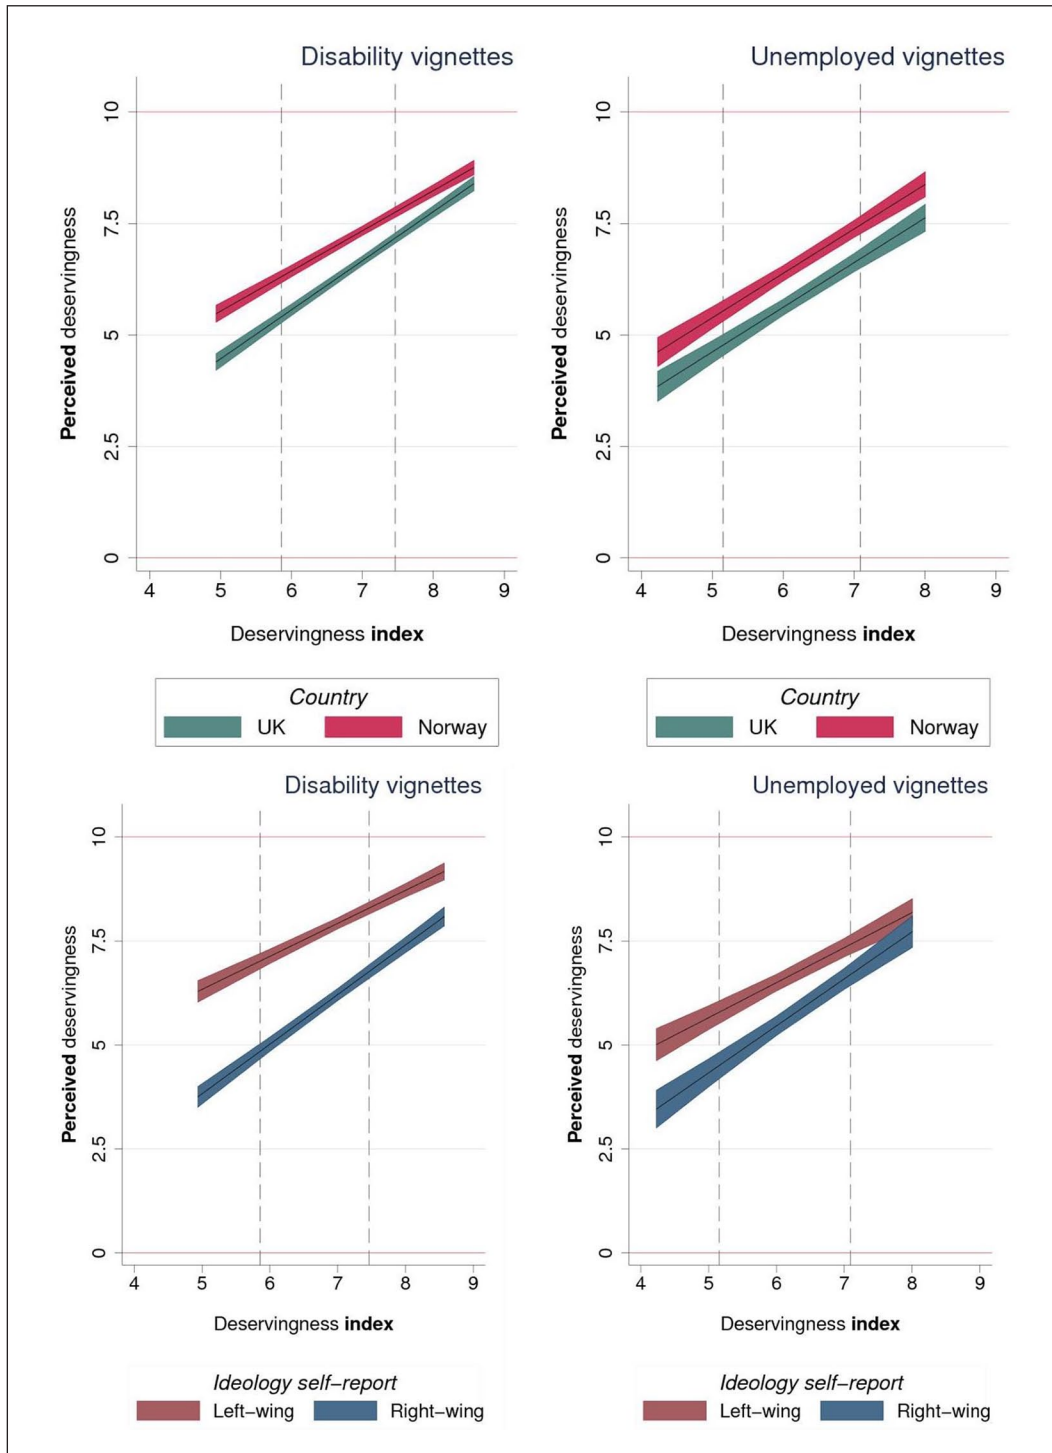 Disability vignettes
Perceived deservingness
10
7.5
5
2.5
0
4 5 6 7 8 9
Deservingness index
Country
UK Norway
Unemployed vignettes
Perceived deservingness
10
7.5
5
2.5
0
4 5 6 7 8 9
Deservingness index
Country
UK Norway
Disability vignettes
Perceived deservingness
10
7.5
5
2.5
0
4 5 6 7 8 9
Deservingness index
Ideology self–report
Left–wing Right–wing
Unemployed vignettes
Perceived deservingness
10
7.5
5
2.5
0
4 5 6 7 8 9
Deservingness index
Ideology self–report
Left–wing Right–wing